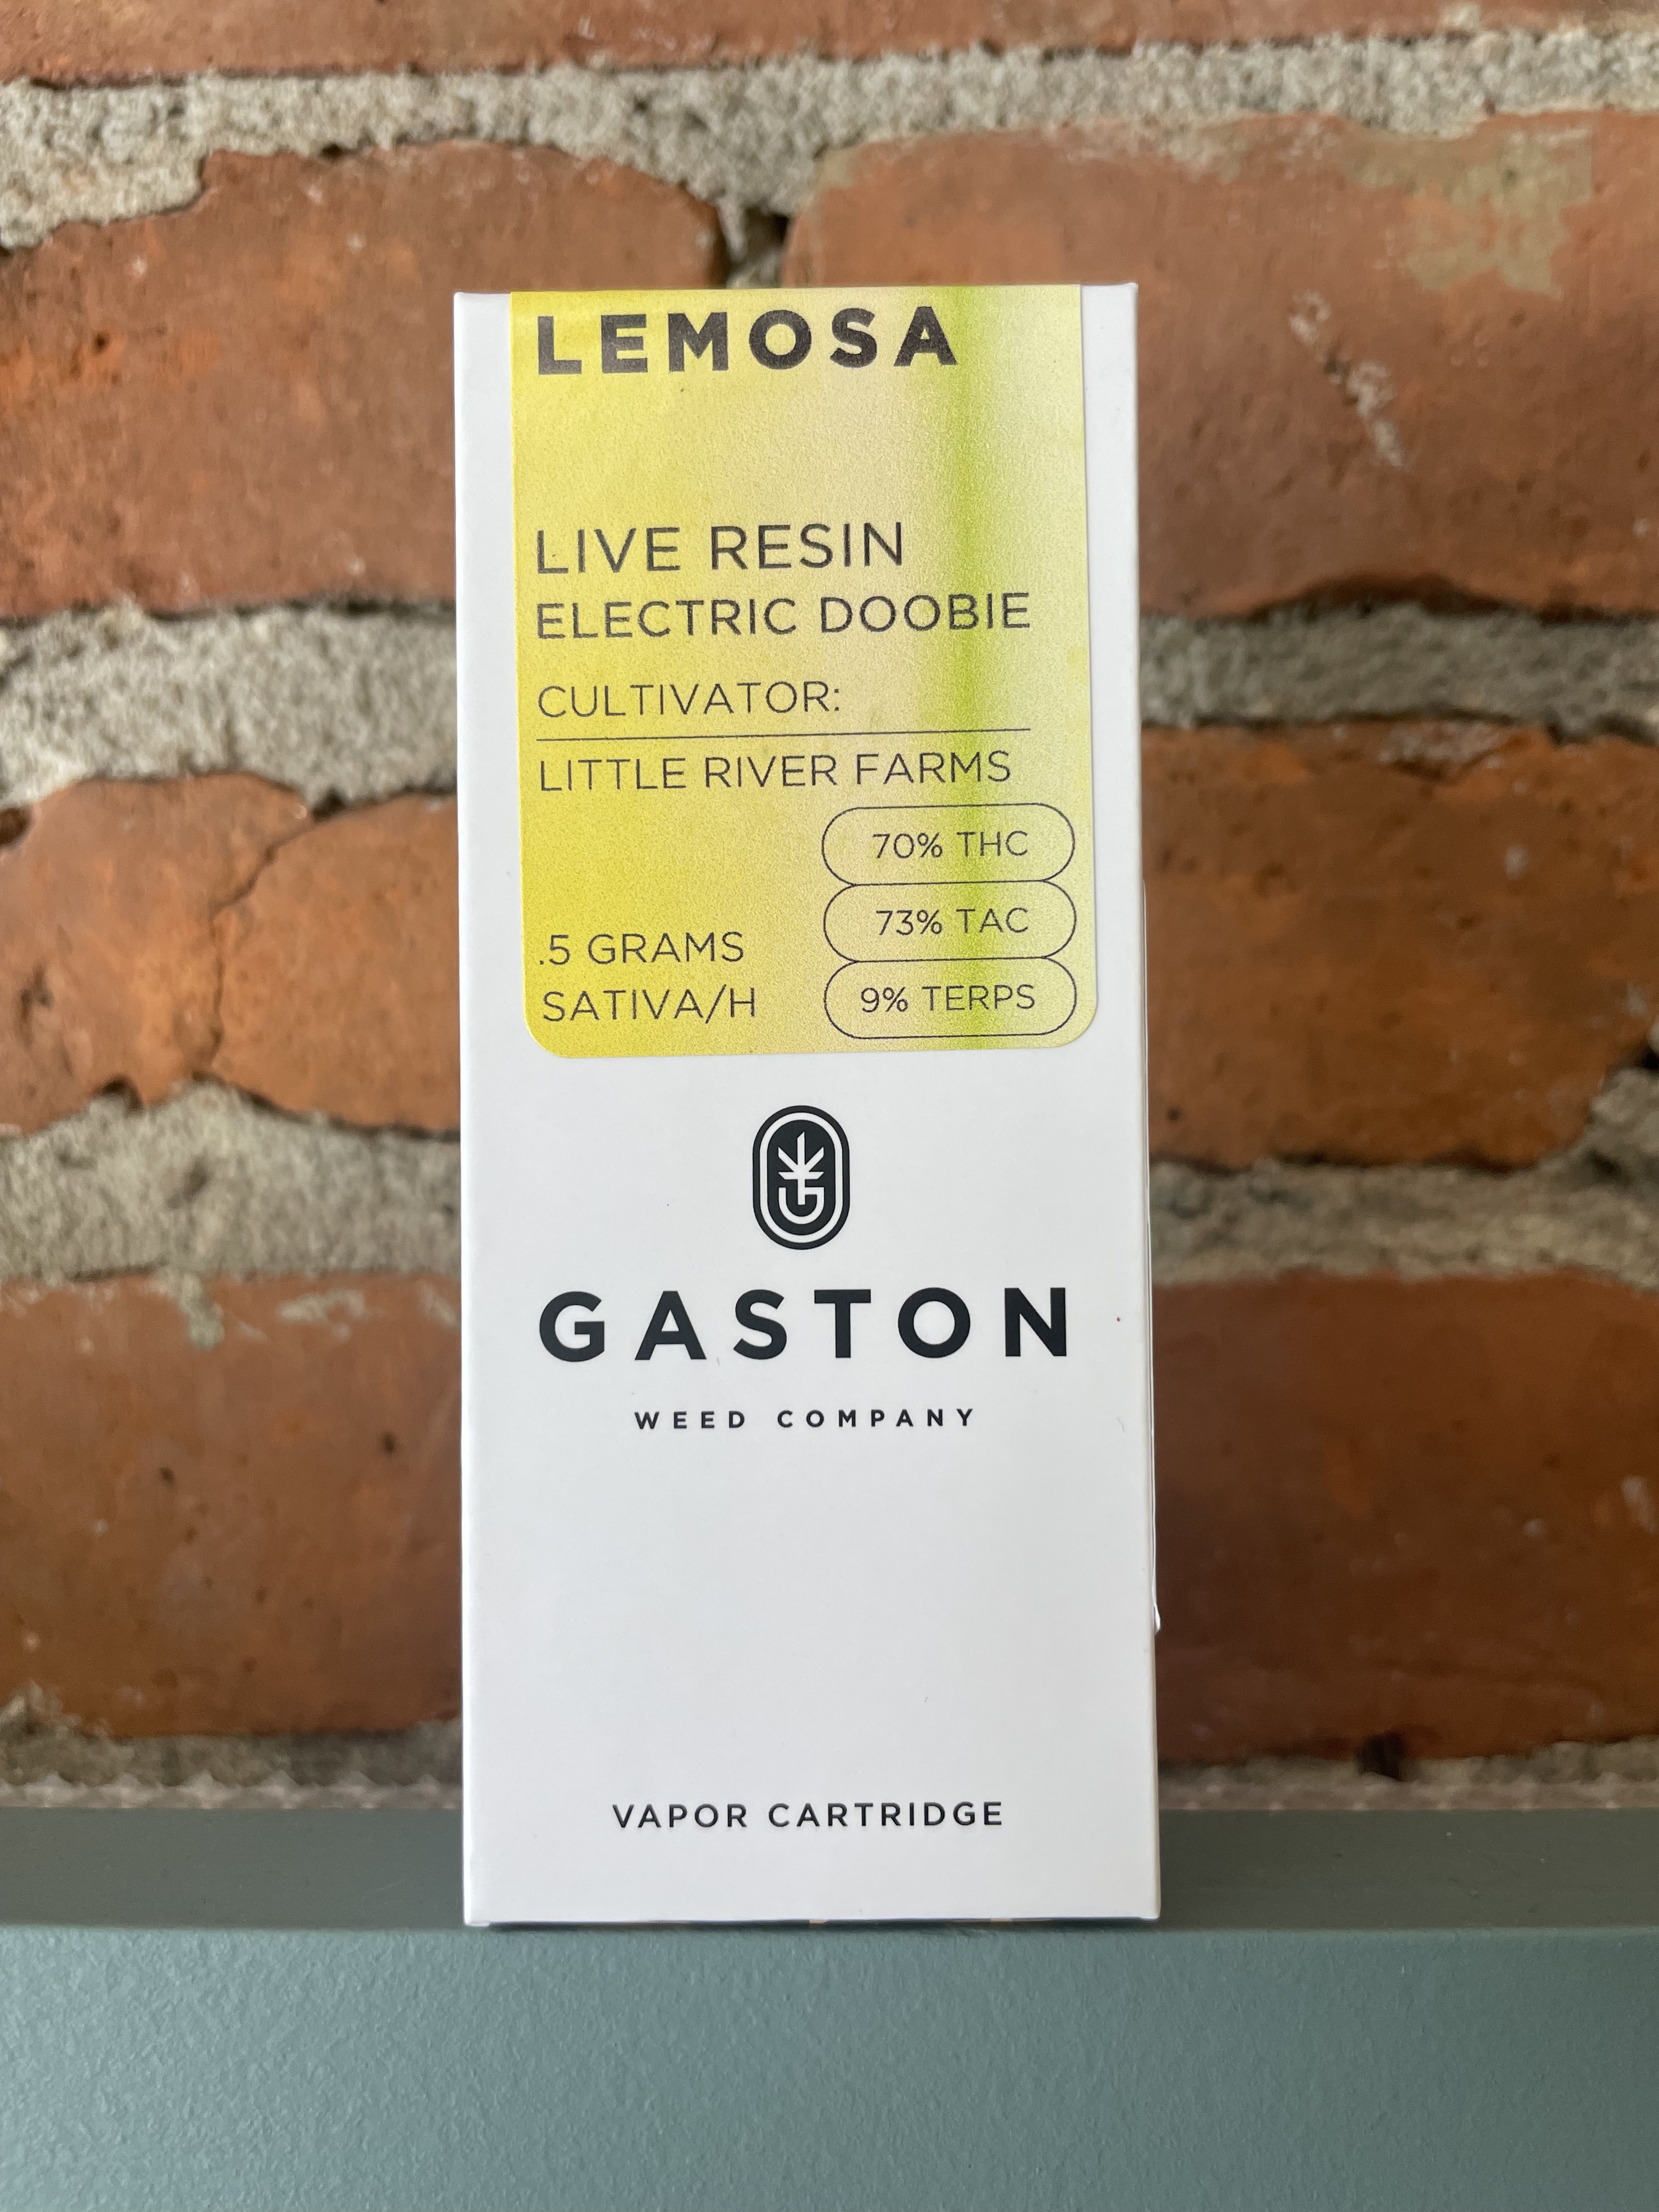 LEMOSA
LIVE RESIN
ELECTRIC DOOBIE
CULTIVATOR:
LITTLE RIVER FARMS
70% THC
73% TAC
9% TERPS
.5 GRAMS
SATIVA/H
GASTON
WEED COMPANY
VAPOR CARTRIDGE